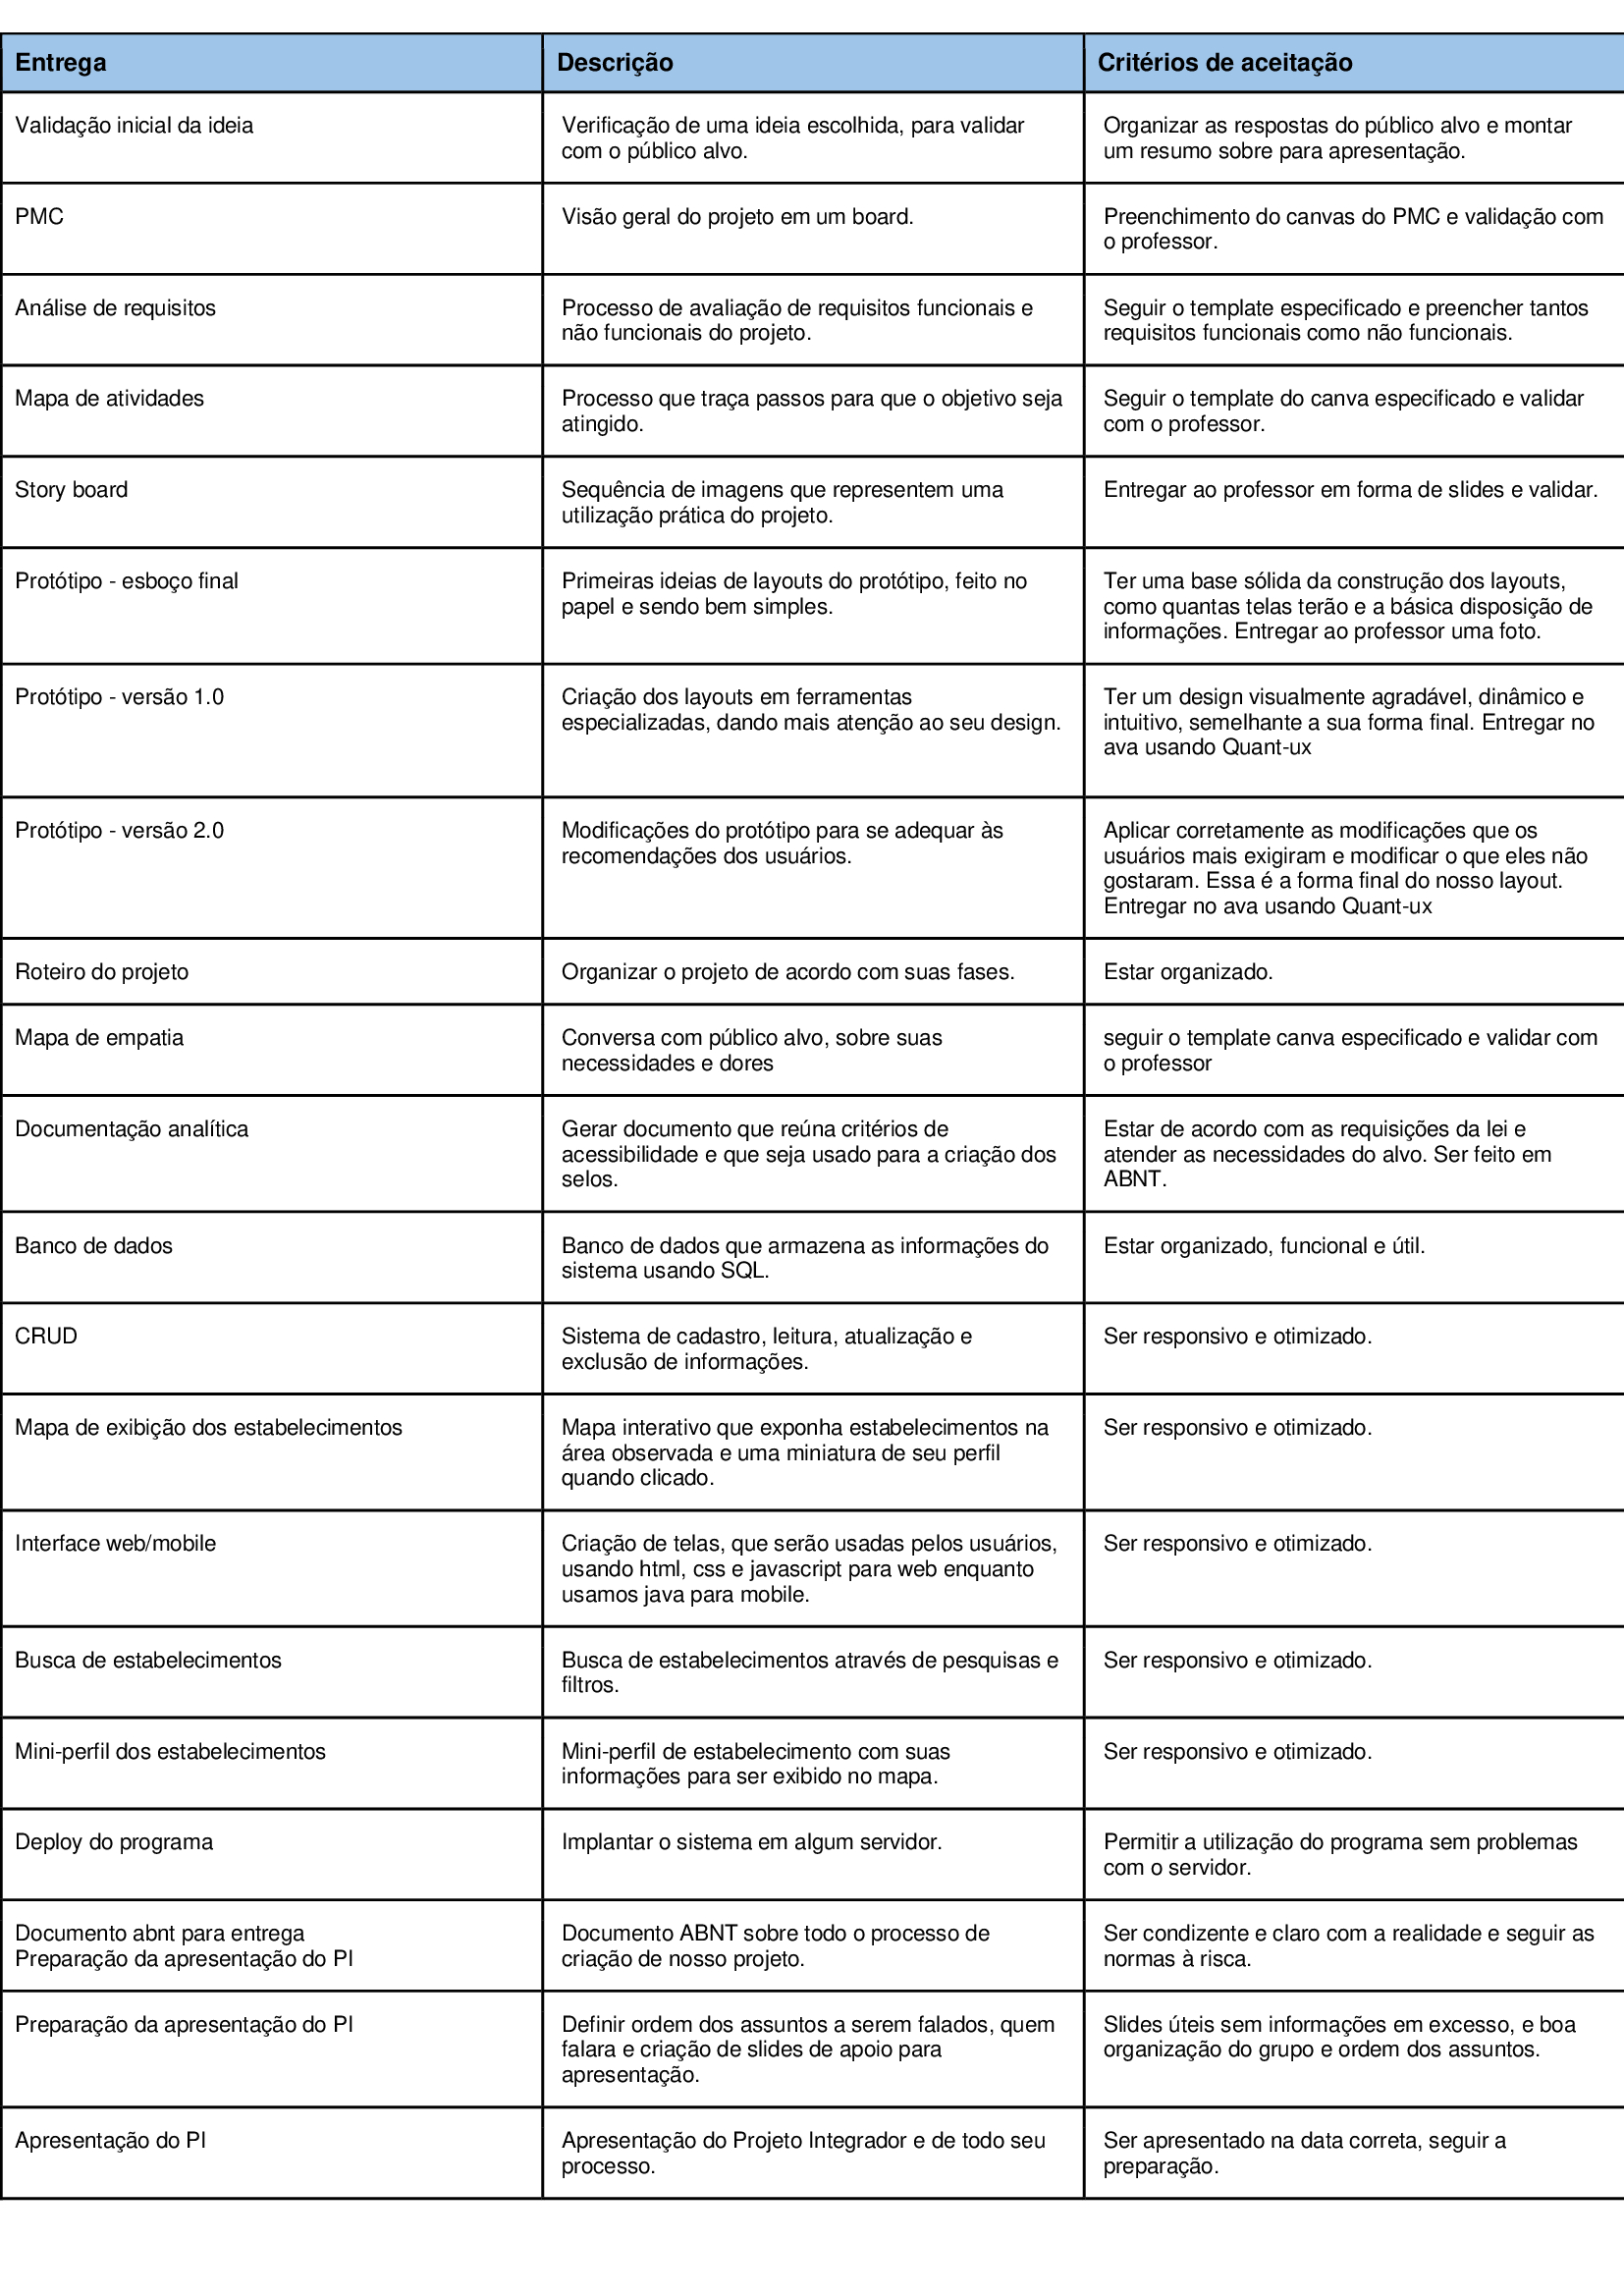 Entrega
Descrição
Critérios de aceitação
Validação inicial da ideia
Verificação de uma ideia escolhida, para validar
com o público alvo.
Organizar as respostas do público alvo e montar
um resumo sobre para apresentação.
PMC
Visão geral do projeto em um board.
Preenchimento do canvas do PMC e validação com
o professor.
Análise de requisitos
Processo de avaliação de requisitos funcionais e
não funcionais do projeto.
Seguir o template especificado e preencher tantos
requisitos funcionais como não funcionais.
Mapa de atividades
Processo que traça passos para que o objetivo seja
atingido.
Seguir o template do canva especificado e validar
com o professor.
Story board
Sequência de imagens que representem uma
utilização prática do projeto.
Entregar ao professor em forma de slides e validar.
Protótipo - esboço final
Primeiras ideias de layouts do protótipo, feito no
papel e sendo bem simples.
Ter uma base sólida da construção dos layouts,
como quantas telas terão e a básica disposição de
informações. Entregar ao professor uma foto.
Protótipo - versão 1.0
Criação dos layouts em ferramentas
especializadas, dando mais atenção ao seu design.
Ter um design visualmente agradável, dinâmico e
intuitivo, semelhante a sua forma final. Entregar no
ava usando Quant-ux
Protótipo - versão 2.0
Modificações do protótipo para se adequar às
recomendações dos usuários.
Aplicar corretamente as modificações que os
usuários mais exigiram e modificar o que eles não
gostaram. Essa é a forma final do nosso layout.
Entregar no ava usando Quant-ux
Roteiro do projeto
Organizar o projeto de acordo com suas fases.
Estar organizado.
Mapa de empatia
Conversa com público alvo, sobre suas
necessidades e dores
seguir o template canva especificado e validar com
o professor
Documentação analítica
Gerar documento que reúna critérios de
acessibilidade e que seja usado para a criação dos
selos.
Estar de acordo com as requisições da lei e
atender as necessidades do alvo. Ser feito em
ABNT.
Banco de dados
Banco de dados que armazena as informações do
sistema usando SQL.
Estar organizado, funcional e útil.
CRUD
Sistema de cadastro, leitura, atualização e
exclusão de informações.
Ser responsivo e otimizado.
Mapa de exibição dos estabelecimentos
Mapa interativo que exponha estabelecimentos na
área observada e uma miniatura de seu perfil
quando clicado.
Ser responsivo e otimizado.
Interface web/mobile
Criação de telas, que serão usadas pelos usuários,
usando html, css e javascript para web enquanto
usamos java para mobile.
Ser responsivo e otimizado.
Busca de estabelecimentos
Busca de estabelecimentos através de pesquisas e
filtros.
Ser responsivo e otimizado.
Mini-perfil dos estabelecimentos
Mini-perfil de estabelecimento com suas
informações para ser exibido no mapa.
Ser responsivo e otimizado.
Deploy do programa
Implantar o sistema em algum servidor.
Permitir a utilização do programa sem problemas
com o servidor.
Documento abnt para entrega
Preparação da apresentação do PI
Documento ABNT sobre todo o processo de
criação de nosso projeto.
Ser condizente e claro com a realidade e seguir as
normas à risca.
Preparação da apresentação do PI
Definir ordem dos assuntos a serem falados, quem
falara e criação de slides de apoio para
apresentação.
Slides úteis sem informações em excesso, e boa
organização do grupo e ordem dos assuntos.
Apresentação do PI
Apresentação do Projeto Integrador e de todo seu
processo.
Ser apresentado na data correta, seguir a
preparação.